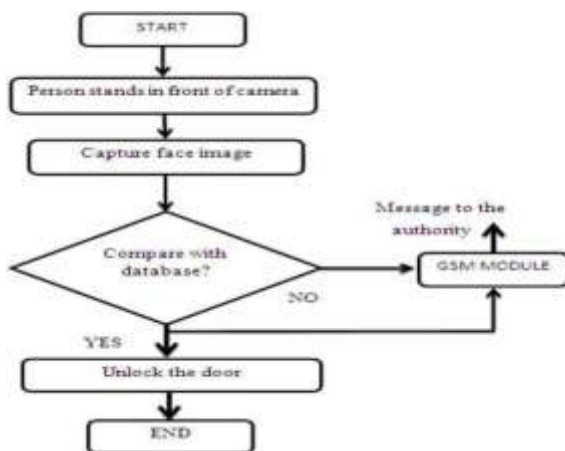 START
Person stands in front of camera
Capture face image
Message to the
authority
Compare with
database?
GSM MODULE
NO
YES
Unlock the door
END